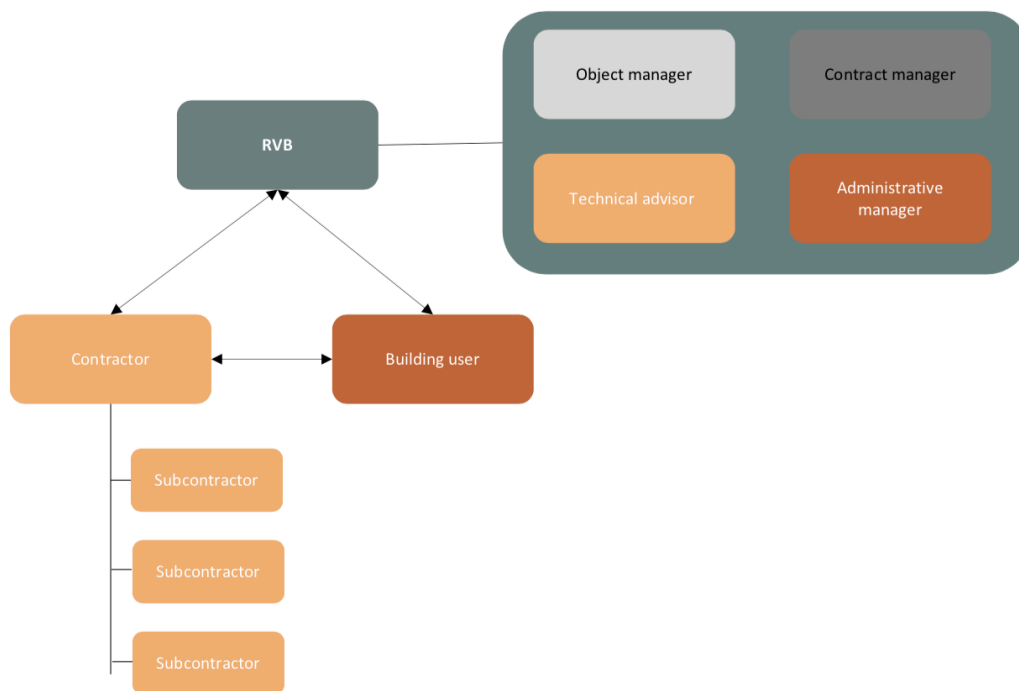 Object manager
Contract manager
RVB
Technical advisor
Administrative
manager
Contractor
Building user
Subcontractor
Subcontractor
Subcontractor